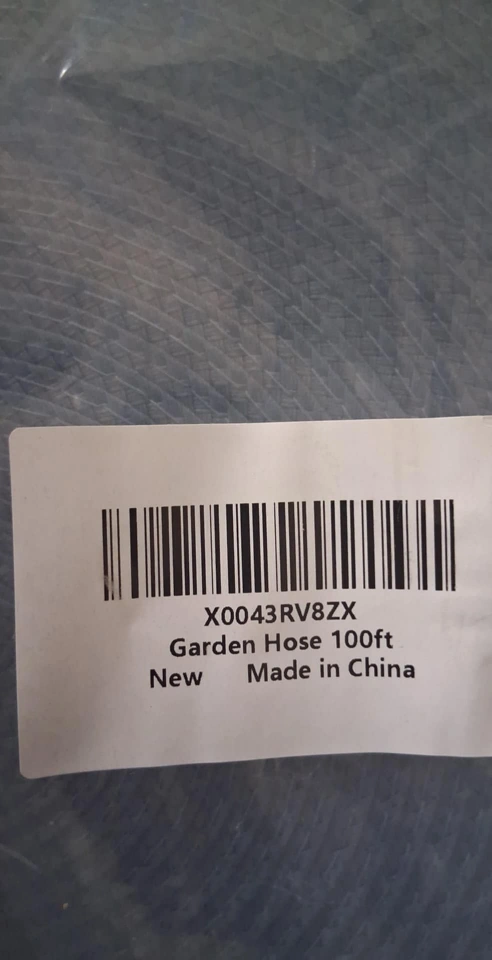 X0043RV8ZX
Garden Hose 100ft
New Made in China